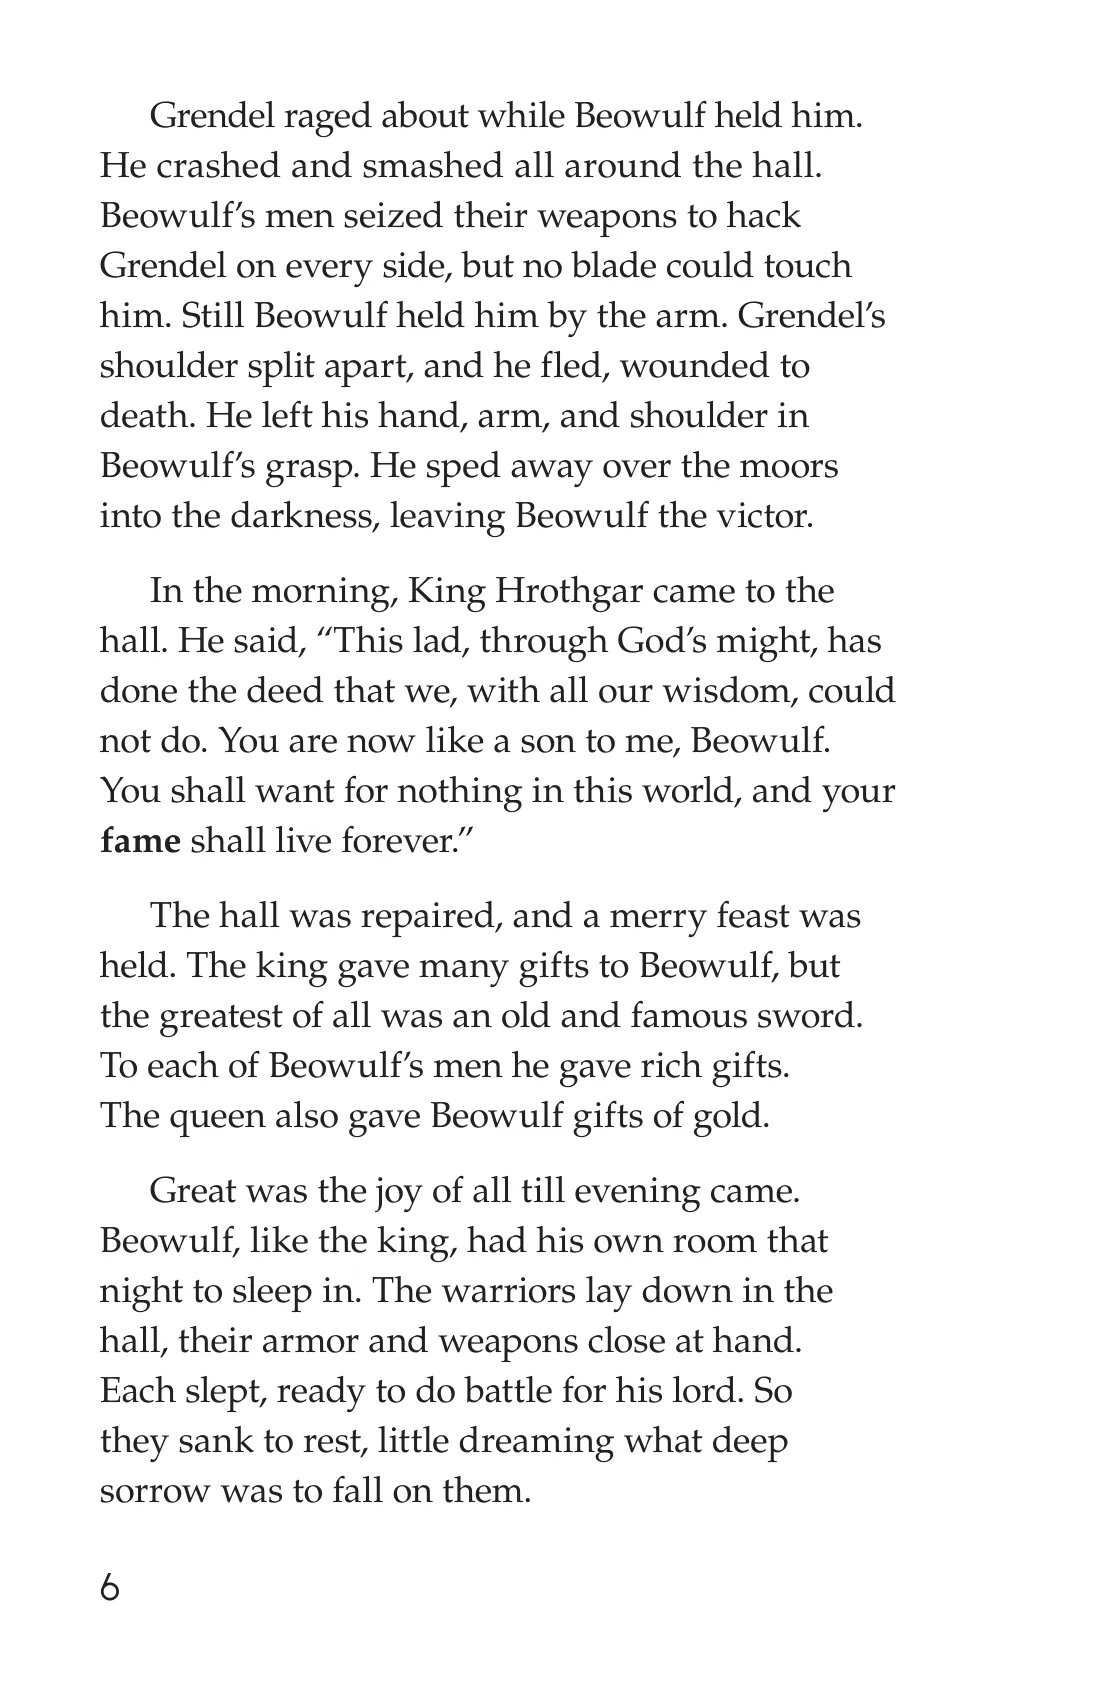 Grendel raged about while Beowulf held him.
He crashed and smashed all around the hall.
Beowulf’s men seized their weapons to hack
Grendel on every side, but no blade could touch
him. Still Beowulf held him by the arm. Grendel’s
shoulder split apart, and he fled, wounded to
death. He left his hand, arm, and shoulder in
Beowulf’s grasp. He sped away over the moors
into the darkness, leaving Beowulf the victor.
In the morning, King Hrothgar came to the
hall. He said, “This lad, through God’s might, has
done the deed that we, with all our wisdom, could
not do. You are now like a son to me, Beowulf.
You shall want for nothing in this world, and your
fame shall live forever.”
The hall was repaired, and a merry feast was
held. The king gave many gifts to Beowulf, but
the greatest of all was an old and famous sword.
To each of Beowulf’s men he gave rich gifts.
The queen also gave Beowulf gifts of gold.
Great was the joy of all till evening came.
Beowulf, like the king, had his own room that
night to sleep in. The warriors lay down in the
hall, their armor and weapons close at hand.
Each slept, ready to do battle for his lord. So
they sank to rest, little dreaming what deep
sorrow was to fall on them.
6